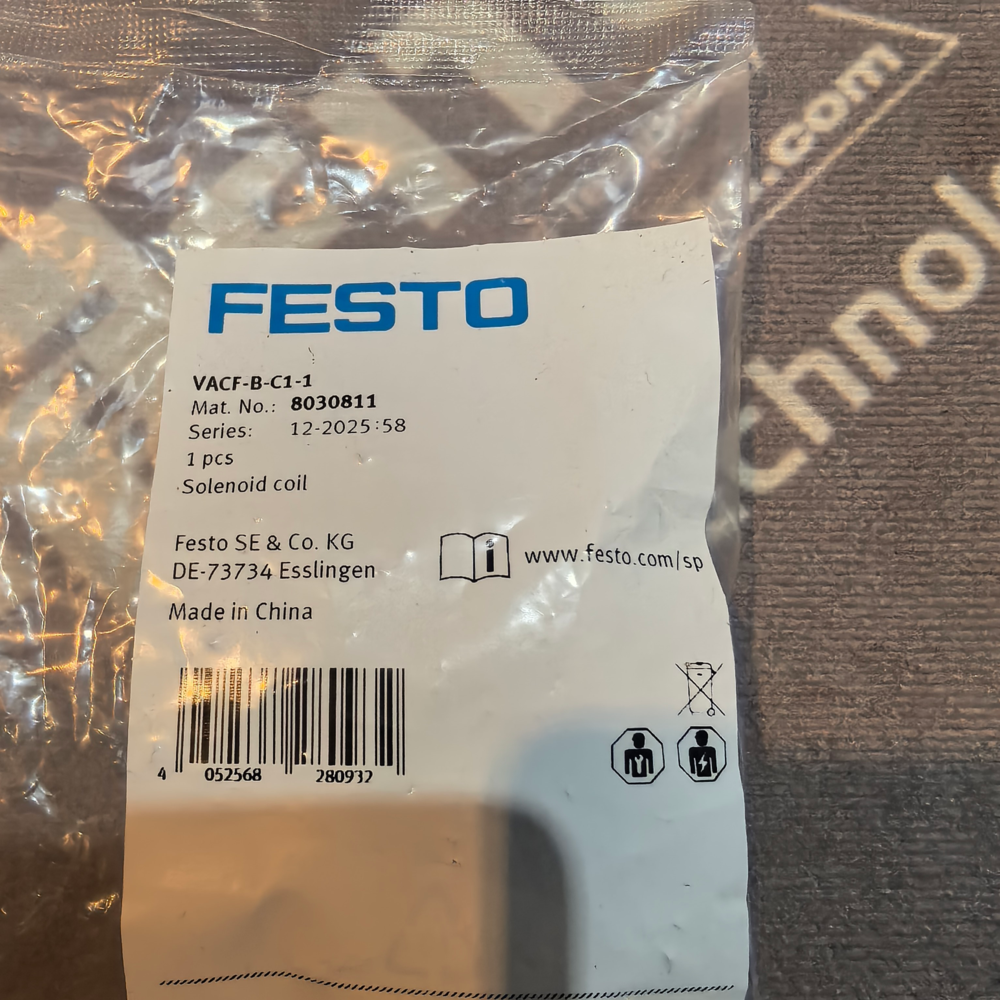 .com
chnolo
FESTO
VACF-B-C1-1
Mat. No.: 8030811
Series: 12-2025:58
1 pcs
Solenoid coil
Festo SE & Co. KG
DE-73734 Esslingen
www.festo.com/sp
Made in China
4 052568 280932